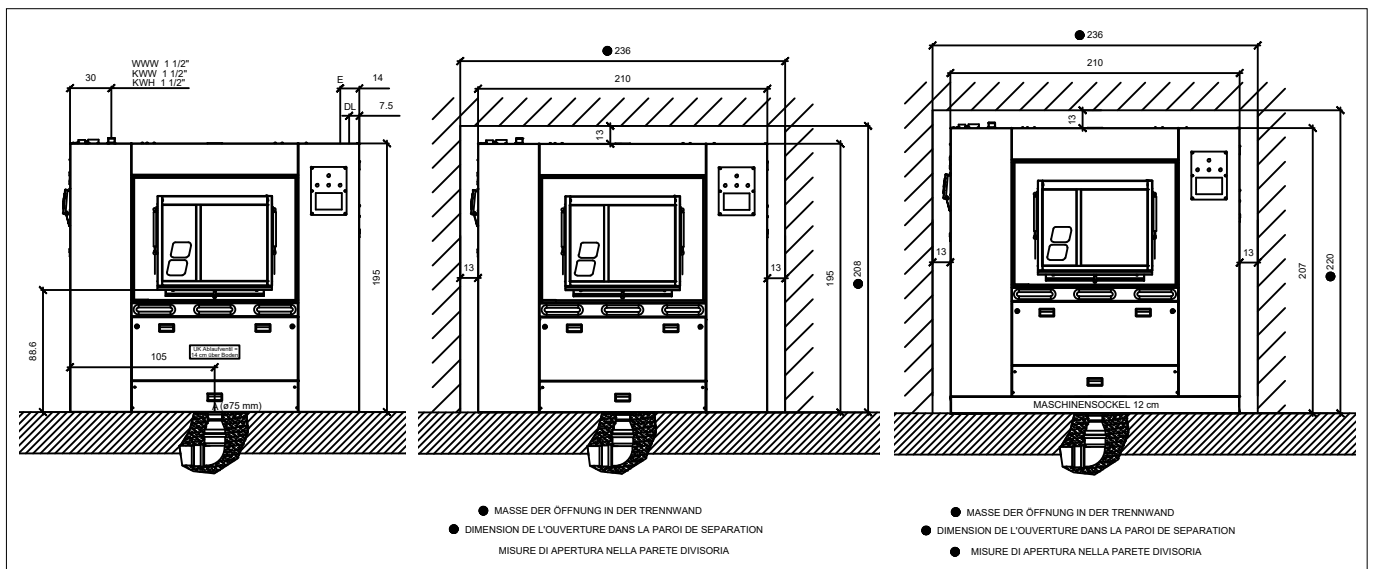 WWW 1 1/2"
KWW 1 1/2"
KWH 1 1/2"
30
E
14
DL
7.5
195
88.6
105
UK Ablaufventil =
14 cm über Boden
A (ø75 mm)
● 236
210
13
13
13
195
● 208
● MASSE DER ÖFFNUNG IN DER TRENNWAND
● DIMENSION DE L'OUVERTURE DANS LA PAROI DE SEPARATION
MISURE DI APERTURA NELLA PARETE DIVISORIA
● 236
210
13
13
13
207
● 220
MASCHINENSOCKEL 12 cm
● MASSE DER ÖFFNUNG IN DER TRENNWAND
● DIMENSION DE L'OUVERTURE DANS LA PAROI DE SEPARATION
● MISURE DI APERTURA NELLA PARETE DIVISORIA